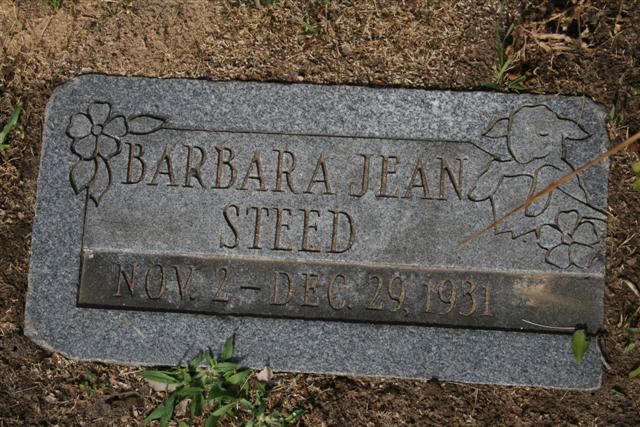 BARBARA JEAN
STEED
NOV. 2 - DEC. 29, 1931